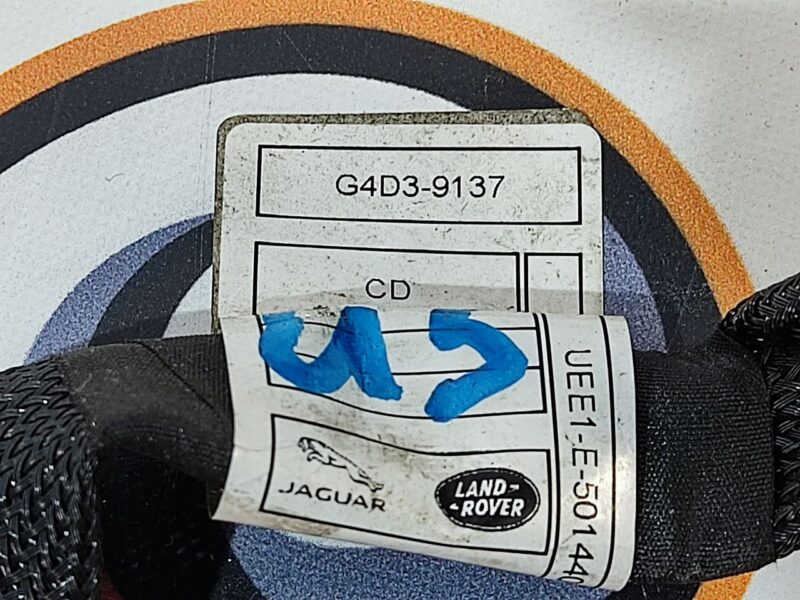 G4D3-9137
CD
JAGUAR
LAND-
-ROVER
UEE1-E-50144